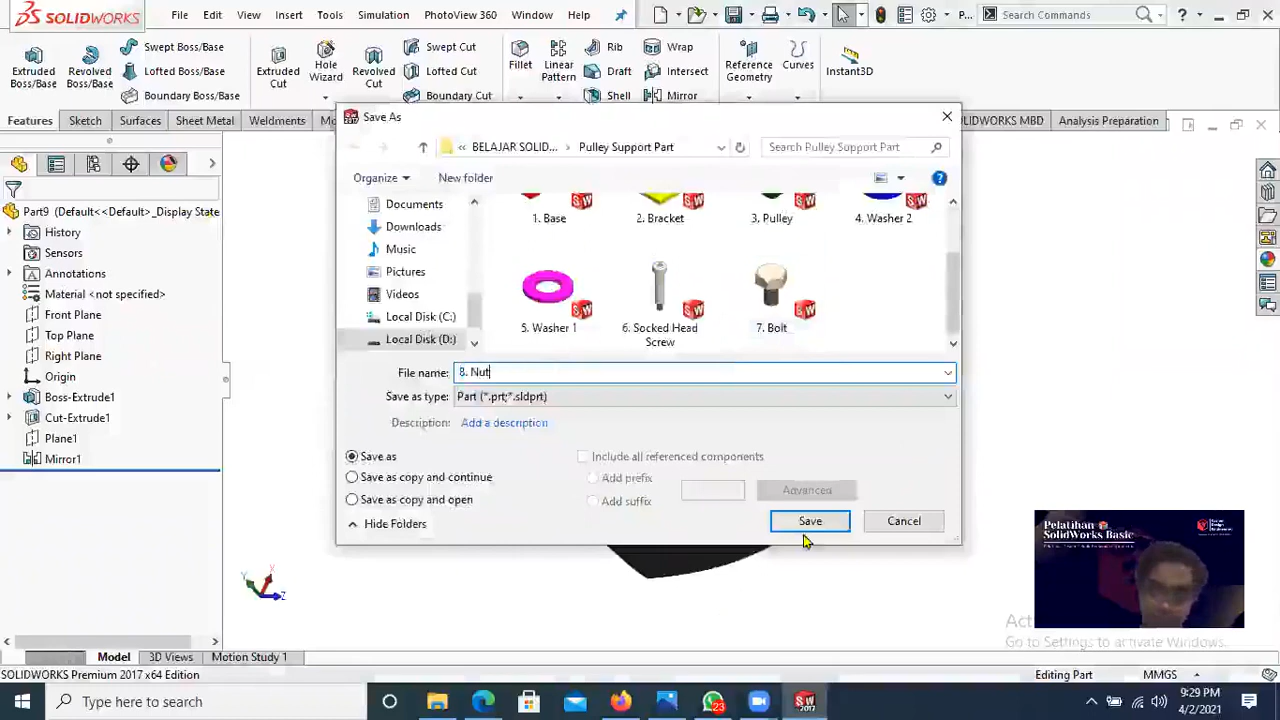 SOLIDWORKS File Edit View Insert Tools Simulation PhotoView 360 Window Help P... Search Commands
Extruded Boss/Base
Revolved Boss/Base
Swept Boss/Base
Lofted Boss/Base
Boundary Boss/Base
Extruded Cut
Hole Wizard
Revolved Cut
Swept Cut
Lofted Cut
Boundary Cut
Fillet
Linear Pattern
Rib
Draft
Shell
Wrap
Intersect
Mirror
Reference Geometry
Curves
Instant3D
Features Sketch Surfaces Sheet Metal Weldments OLIDWORKS MBD Analysis Preparation
Save As
« BELAJAR SOLID... › Pulley Support Part
Search Pulley Support Part
Organize
New folder
Documents
Downloads
Music
Pictures
Videos
Local Disk (C:)
Local Disk (D:)
1. Base
2. Bracket
3. Pulley
4. Washer 2
5. Washer 1
6. Socked Head Screw
7. Bolt
File name: 8. Nut
Save as type: Part (*.prt;*.sldprt)
Description: Add a description
Save as
Save as copy and continue
Save as copy and open
Include all referenced components
Add prefix
Add suffix
Advanced
Hide Folders
Save
Cancel
Part9 (Default<<Default>_Display State
History
Sensors
Annotations
Material <not specified>
Front Plane
Top Plane
Right Plane
Origin
Boss-Extrude1
Cut-Extrude1
Plane1
Mirror1
Y X Z
Pelatihan
SolidWorks Basic
Go to Settings to activate Windows.
Model 3D Views Motion Study 1
SOLIDWORKS Premium 2017 x64 Edition
Editing Part
MMGS
Type here to search
23
SW 2017
9:29 PM
4/2/2021